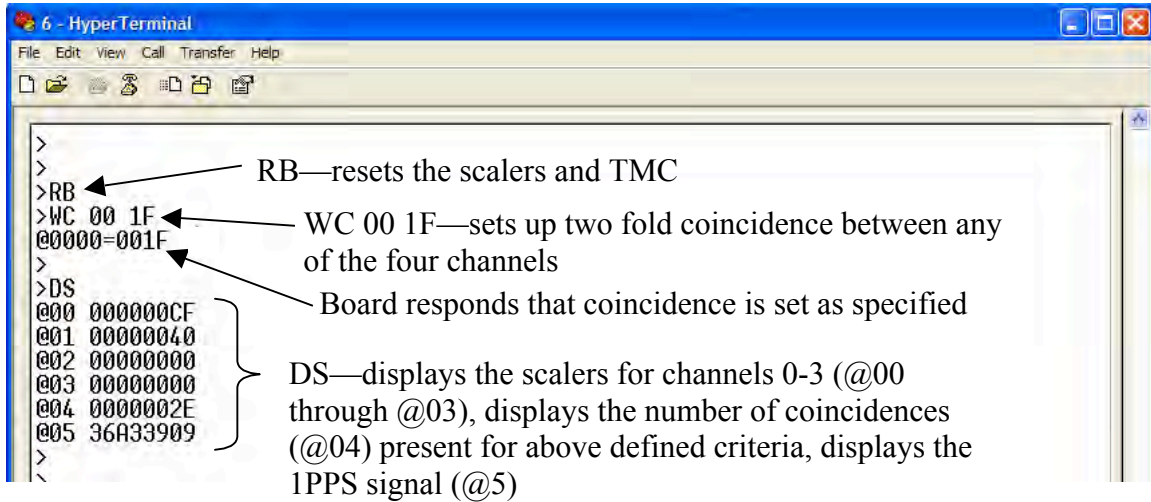 6 - HyperTerminal
File Edit View Call Transfer Help
>
>
>RB
RB—resets the scalers and TMC
>WC 00 1F
WC 00 1F—sets up two fold coincidence between any
of the four channels
@0000=001F
Board responds that coincidence is set as specified
>
>DS
@00 000000CF
@01 00000040
@02 00000000
@03 00000000
@04 0000002E
@05 36A33909
DS—displays the scalers for channels 0-3 (@00
through @03), displays the number of coincidences
(@04) present for above defined criteria, displays the
1PPS signal (@5)
>